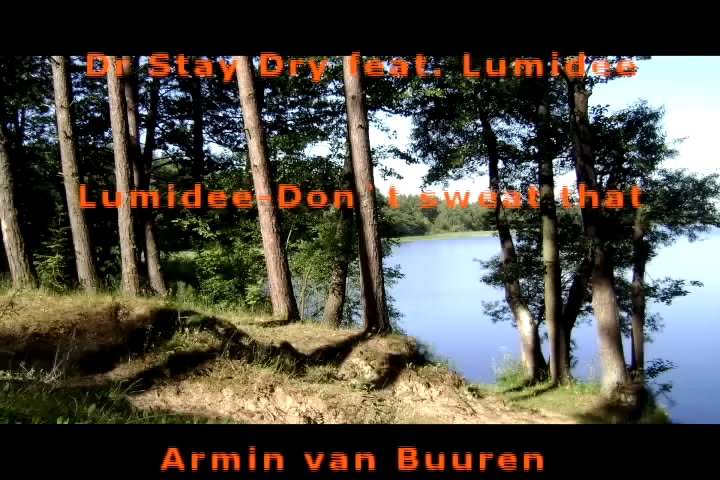 Dr Stay Dry feat. Lumidee
Lumidee-Don't sweat that
Armin van Buuren